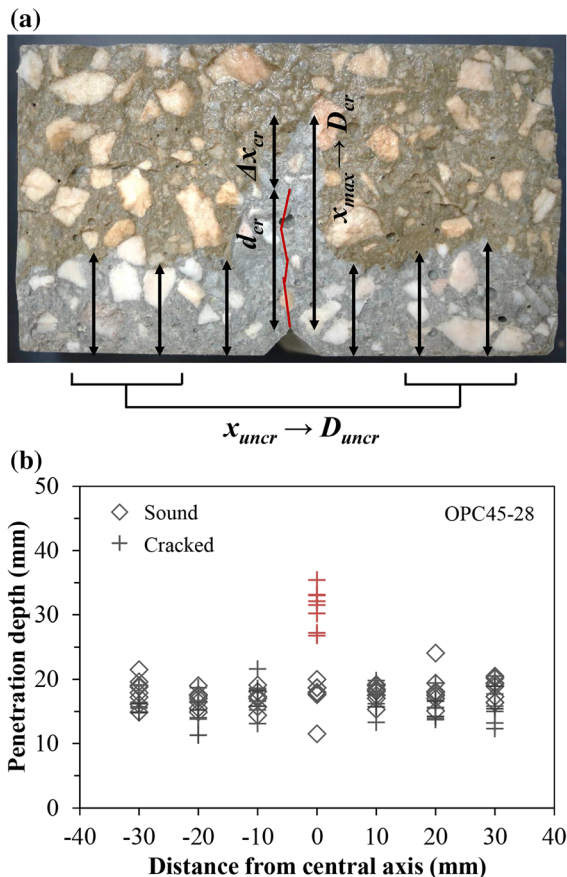 (a)
Δx_cr
d_cr
x_max → D_cr
x_uncr → D_uncr
(b)
50
40
30
20
10
0
Penetration depth (mm)
◇ Sound
+ Cracked
OPC45-28
-40 -30 -20 -10 0 10 20 30 40
Distance from central axis (mm)